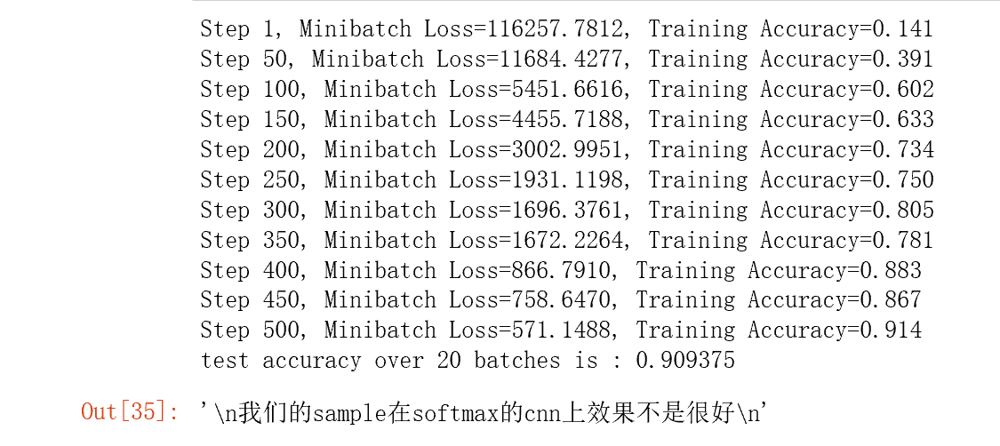 Step 1, Minibatch Loss=116257.7812, Training Accuracy=0.141
Step 50, Minibatch Loss=11684.4277, Training Accuracy=0.391
Step 100, Minibatch Loss=5451.6616, Training Accuracy=0.602
Step 150, Minibatch Loss=4455.7188, Training Accuracy=0.633
Step 200, Minibatch Loss=3002.9951, Training Accuracy=0.734
Step 250, Minibatch Loss=1931.1198, Training Accuracy=0.750
Step 300, Minibatch Loss=1696.3761, Training Accuracy=0.805
Step 350, Minibatch Loss=1672.2264, Training Accuracy=0.781
Step 400, Minibatch Loss=866.7910, Training Accuracy=0.883
Step 450, Minibatch Loss=758.6470, Training Accuracy=0.867
Step 500, Minibatch Loss=571.1488, Training Accuracy=0.914
test accuracy over 20 batches is : 0.909375
Out[35]: '\n我们的sample在softmax的cnn上效果不是很好\n'